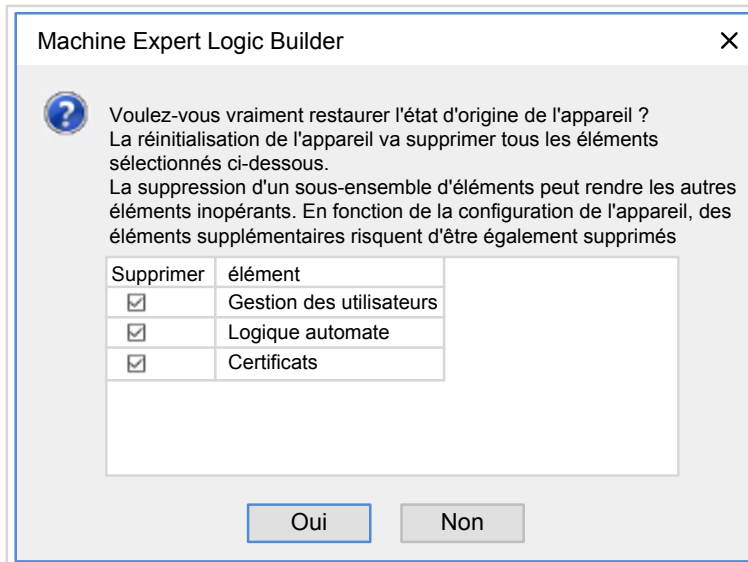 Machine Expert Logic Builder
Voulez-vous vraiment restaurer l'état d'origine de l'appareil ?
La réinitialisation de l'appareil va supprimer tous les éléments
sélectionnés ci-dessous.
La suppression d'un sous-ensemble d'éléments peut rendre les autres
éléments inopérants. En fonction de la configuration de l'appareil, des
éléments supplémentaires risquent d'être également supprimés
Supprimer élément
Gestion des utilisateurs
Logique automate
Certificats
Oui Non